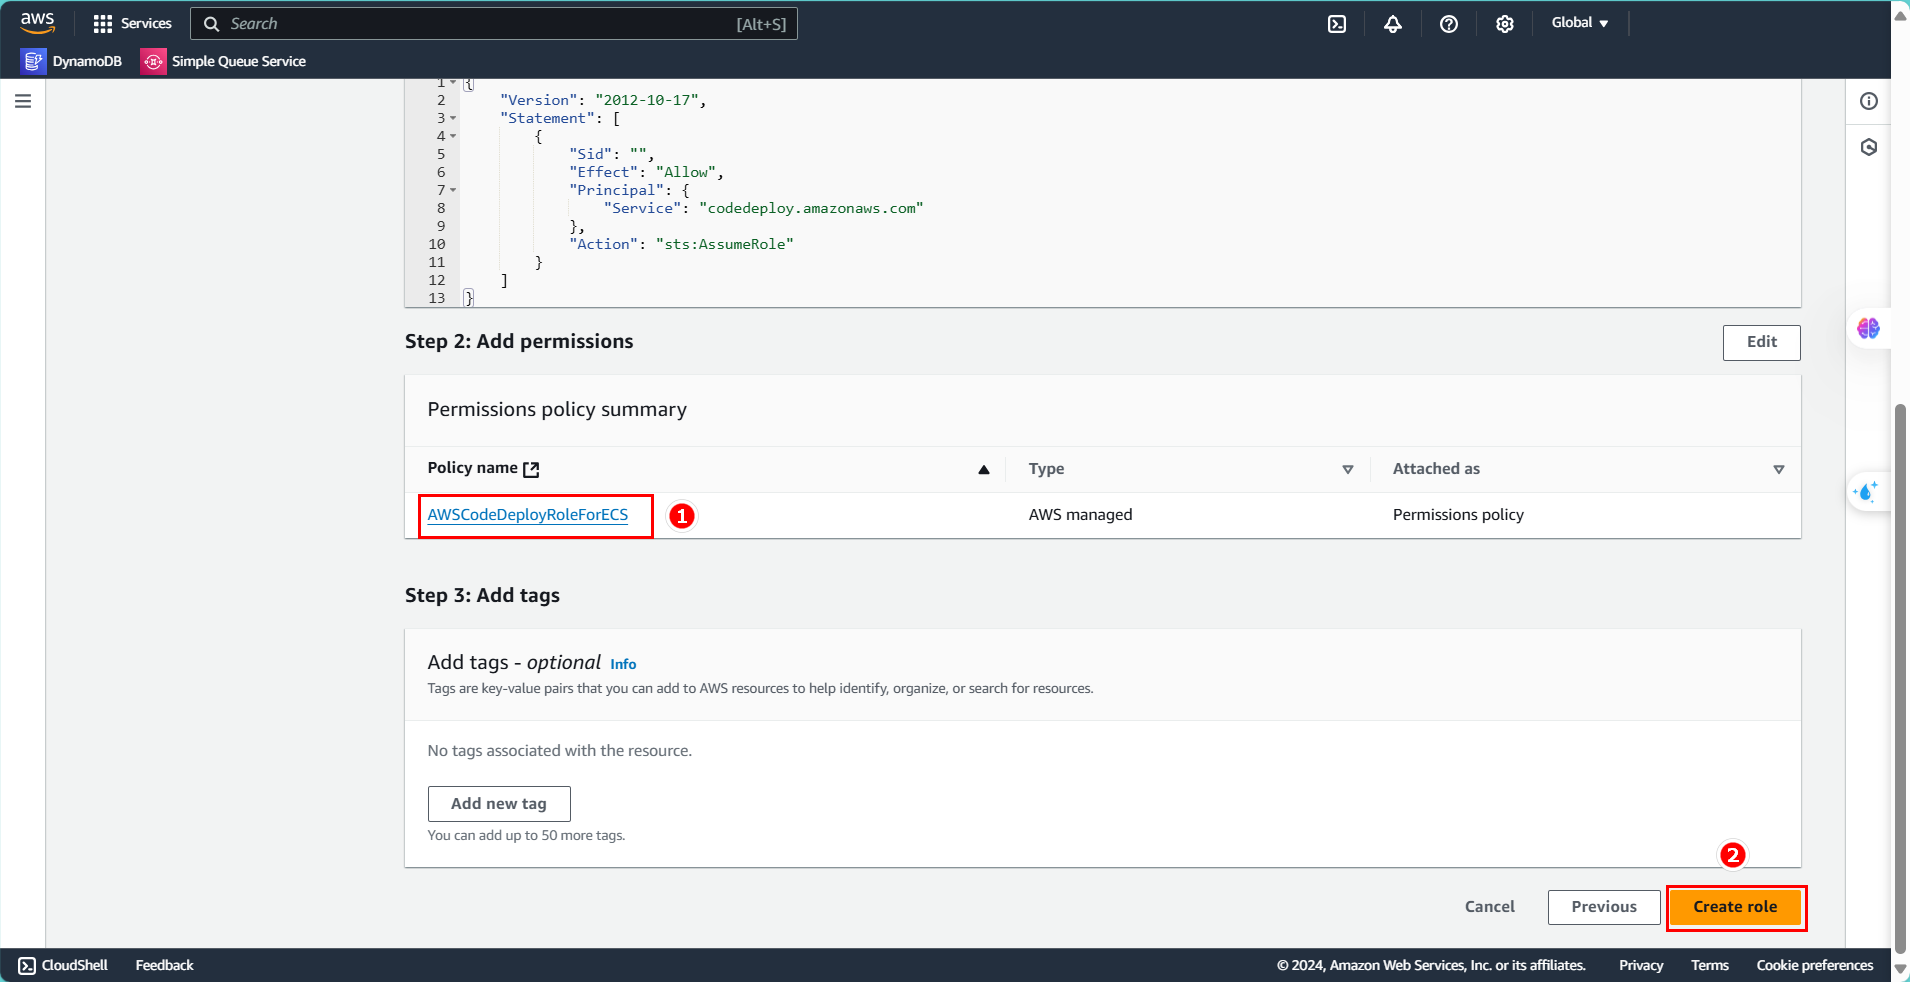 aws
Services
Search
[Alt+S]
Global
DynamoDB
Simple Queue Service
1 {
2 "Version": "2012-10-17",
3 "Statement": [
4 {
5 "Sid": "",
6 "Effect": "Allow",
7 "Principal": {
8 "Service": "codedeploy.amazonaws.com"
9 },
10 "Action": "sts:AssumeRole"
11 }
12 ]
13 }
Step 2: Add permissions
Edit
Permissions policy summary
Policy name
Type
Attached as
AWSCodeDeployRoleForECS
1
AWS managed
Permissions policy
Step 3: Add tags
Add tags - optional Info
Tags are key-value pairs that you can add to AWS resources to help identify, organize, or search for resources.
No tags associated with the resource.
Add new tag
You can add up to 50 more tags.
2
Cancel
Previous
Create role
CloudShell
Feedback
© 2024, Amazon Web Services, Inc. or its affiliates.
Privacy
Terms
Cookie preferences